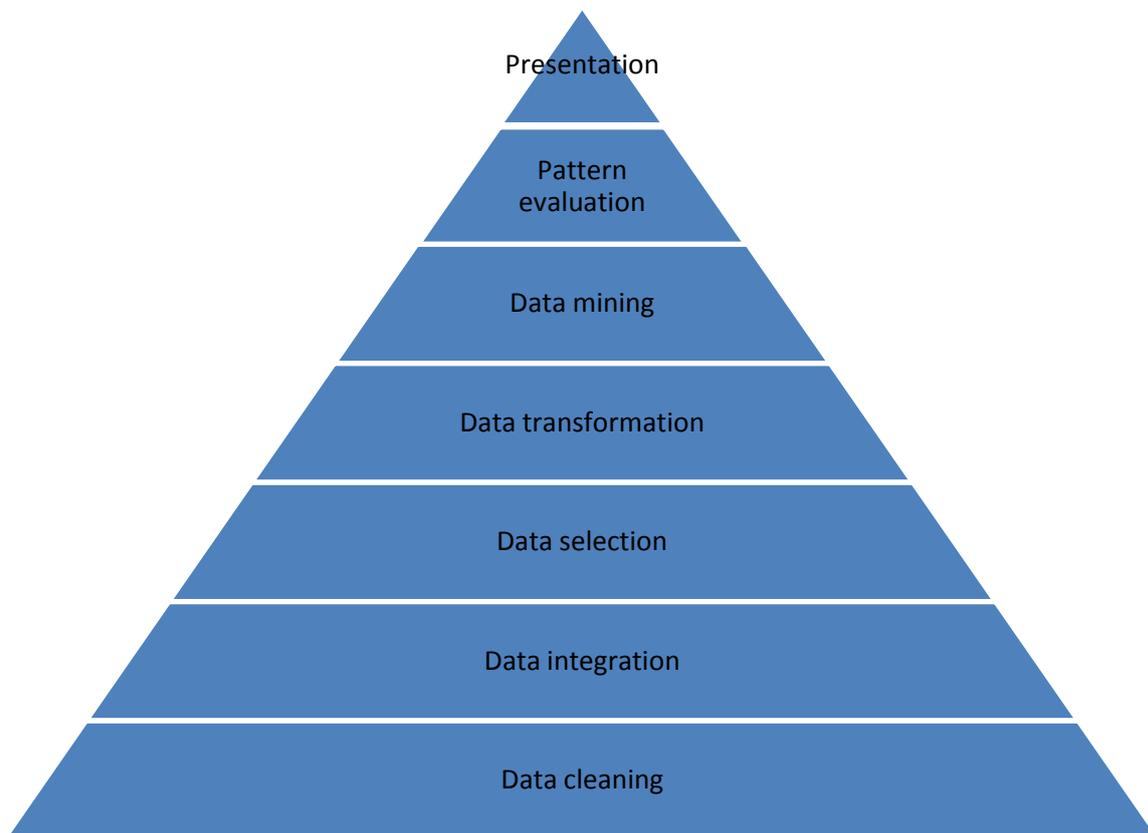 Presentation
Pattern
evaluation
Data mining
Data transformation
Data selection
Data integration
Data cleaning